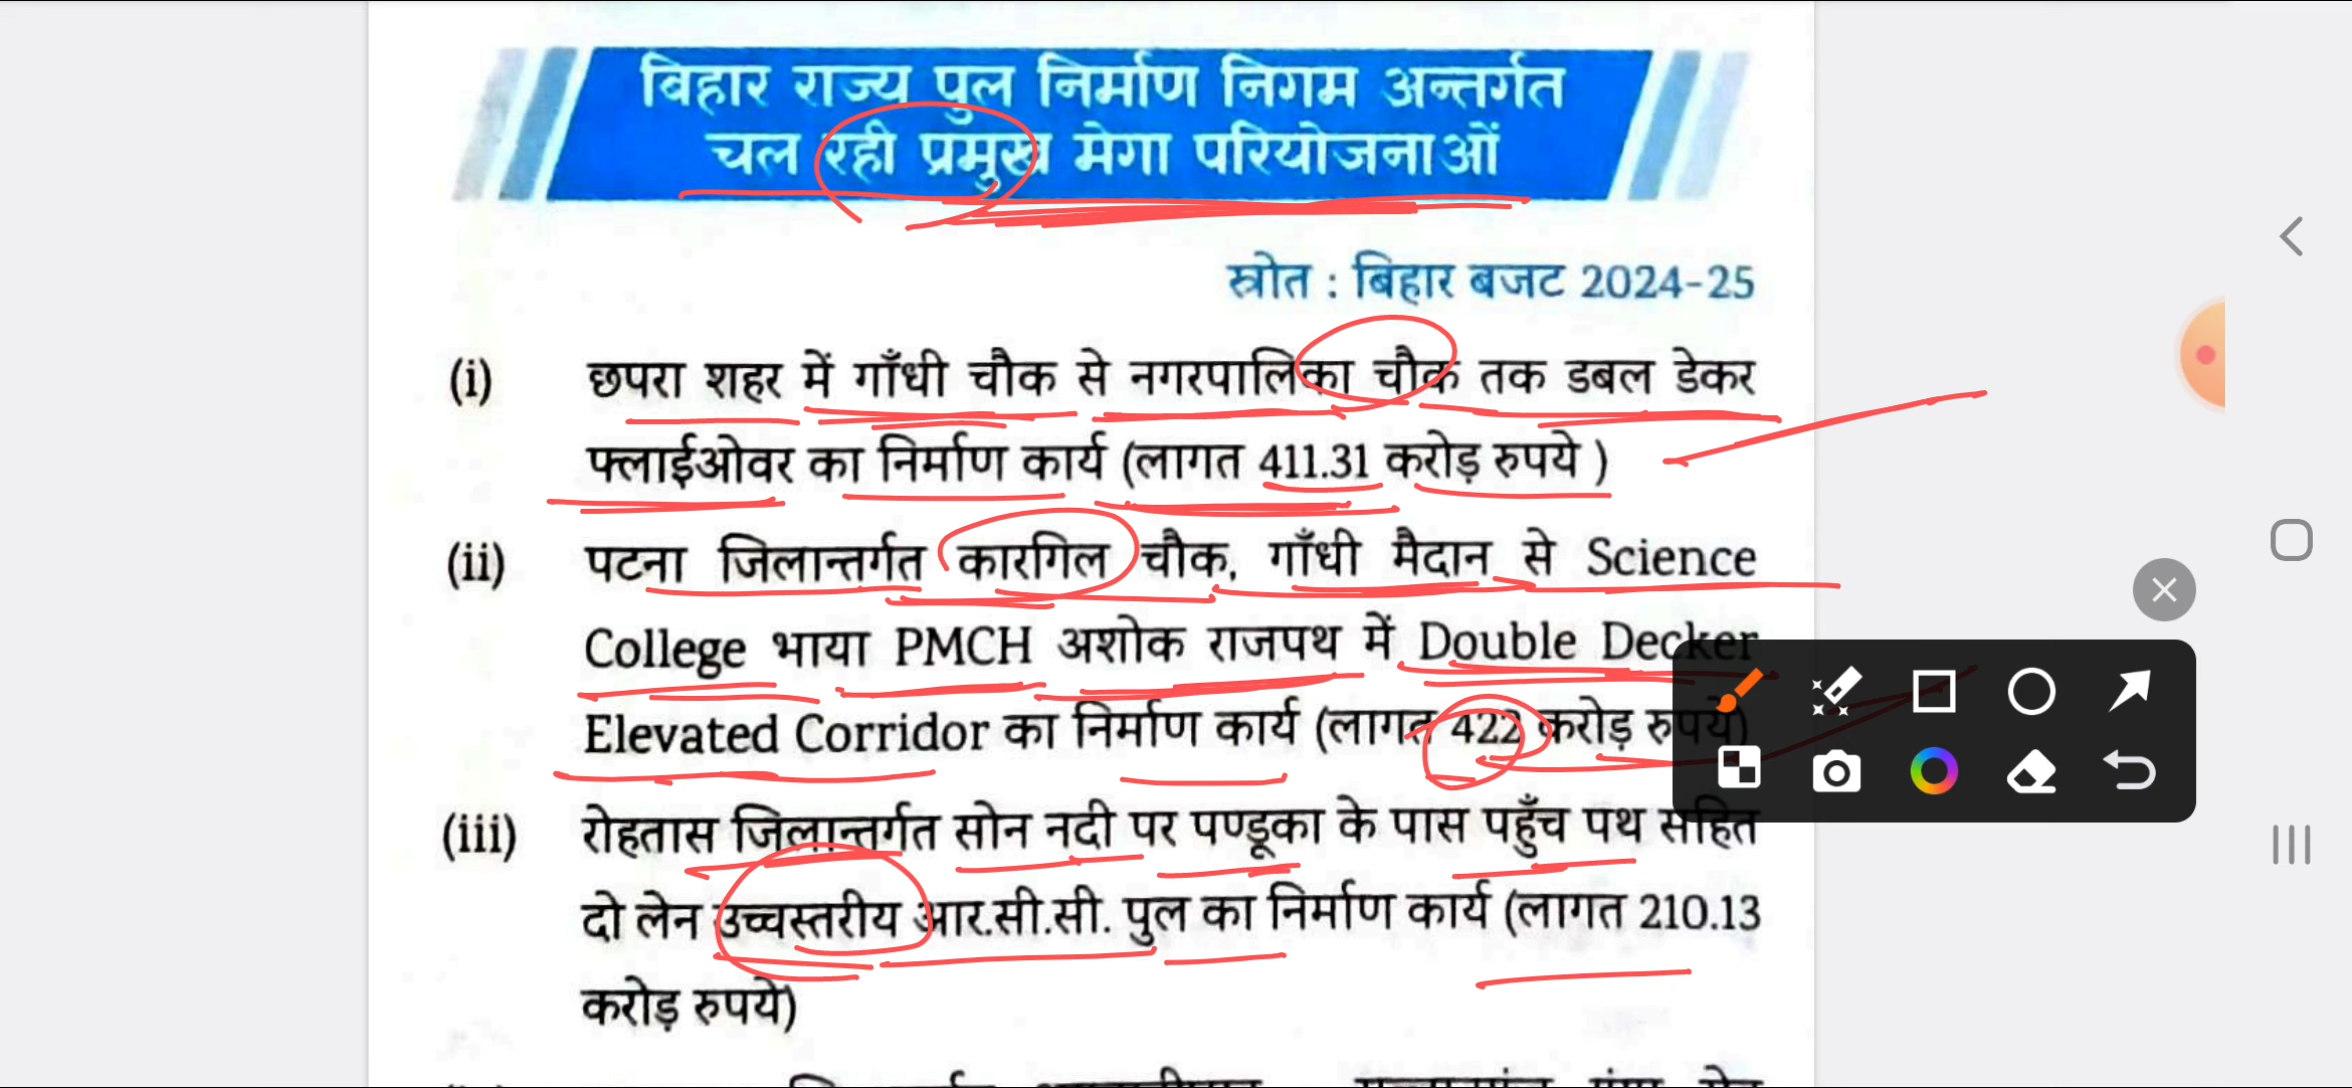 बिहार राज्य पुल निर्माण निगम अन्तर्गत
चल रही प्रमुख मेगा परियोजनाओं
स्रोत : बिहार बजट 2024-25
(i) छपरा शहर में गाँधी चौक से नगरपालिका चौक तक डबल डेकर
फ्लाईओवर का निर्माण कार्य (लागत 411.31 करोड़ रुपये )
(ii) पटना जिलान्तर्गत कारगिल चौक, गाँधी मैदान से Science
College भाया PMCH अशोक राजपथ में Double Decker
Elevated Corridor का निर्माण कार्य (लागत 422 करोड़ रुपये)
(iii) रोहतास जिलान्तर्गत सोन नदी पर पण्डूका के पास पहुँच पथ सहित
दो लेन उच्चस्तरीय आर.सी.सी. पुल का निर्माण कार्य (लागत 210.13
करोड़ रुपये)